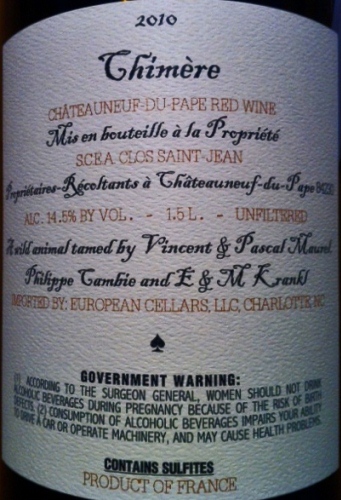 2010
Chimère
CHÂTEAUNEUF-DU-PAPE RED WINE
Mis en bouteille à la Propriété
S.C.E.A. CLOS SAINT-JEAN
Propriétaires-Récoltants à Châteauneuf-du-Pape 84230
ALC. 14.5% BY VOL. - 1.5 L. - UNFILTERED
A wild animal tamed by Vincent & Pascal Maurel
Philippe Cambie and E & M Krankl
IMPORTED BY: EUROPEAN CELLARS, LLC, CHARLOTTE, NC
GOVERNMENT WARNING:
(1) ACCORDING TO THE SURGEON GENERAL, WOMEN SHOULD NOT DRINK
ALCOHOLIC BEVERAGES DURING PREGNANCY BECAUSE OF THE RISK OF BIRTH
DEFECTS. (2) CONSUMPTION OF ALCOHOLIC BEVERAGES IMPAIRS YOUR ABILITY
TO DRIVE A CAR OR OPERATE MACHINERY, AND MAY CAUSE HEALTH PROBLEMS.
CONTAINS SULFITES
PRODUCT OF FRANCE